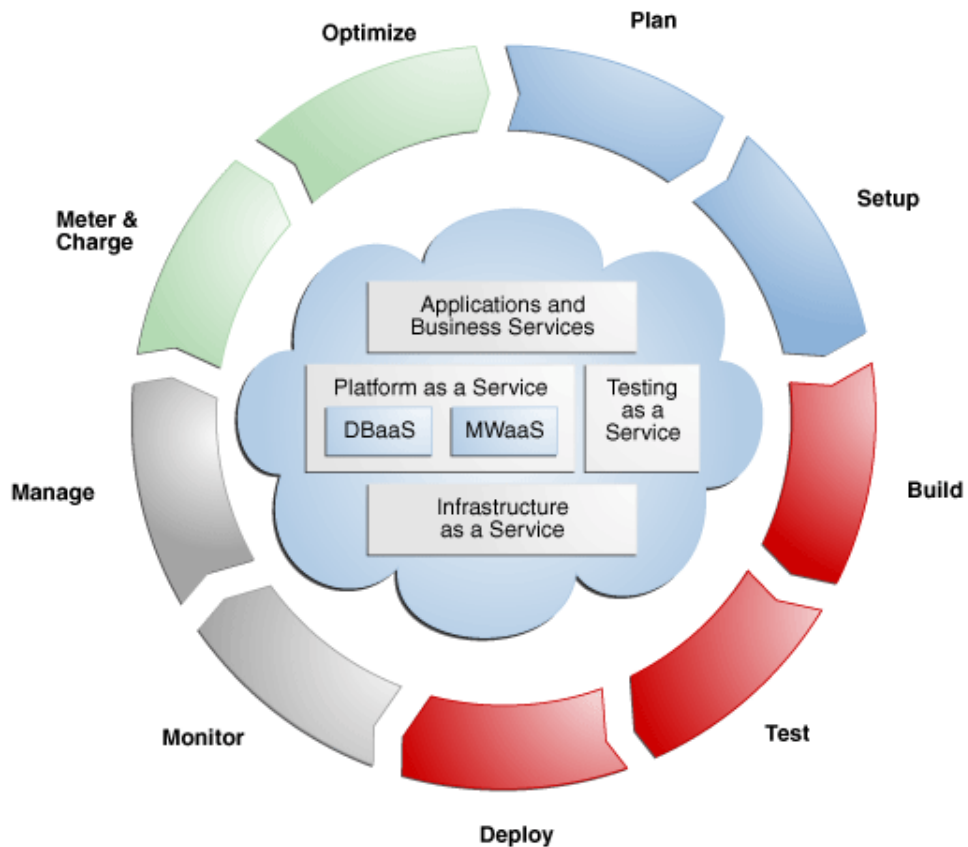 Plan
Optimize
Setup
Meter &
Charge
Applications and
Business Services
Platform as a Service
DBaaS
MWaaS
Testing
as a
Service
Manage
Build
Infrastructure
as a Service
Monitor
Test
Deploy